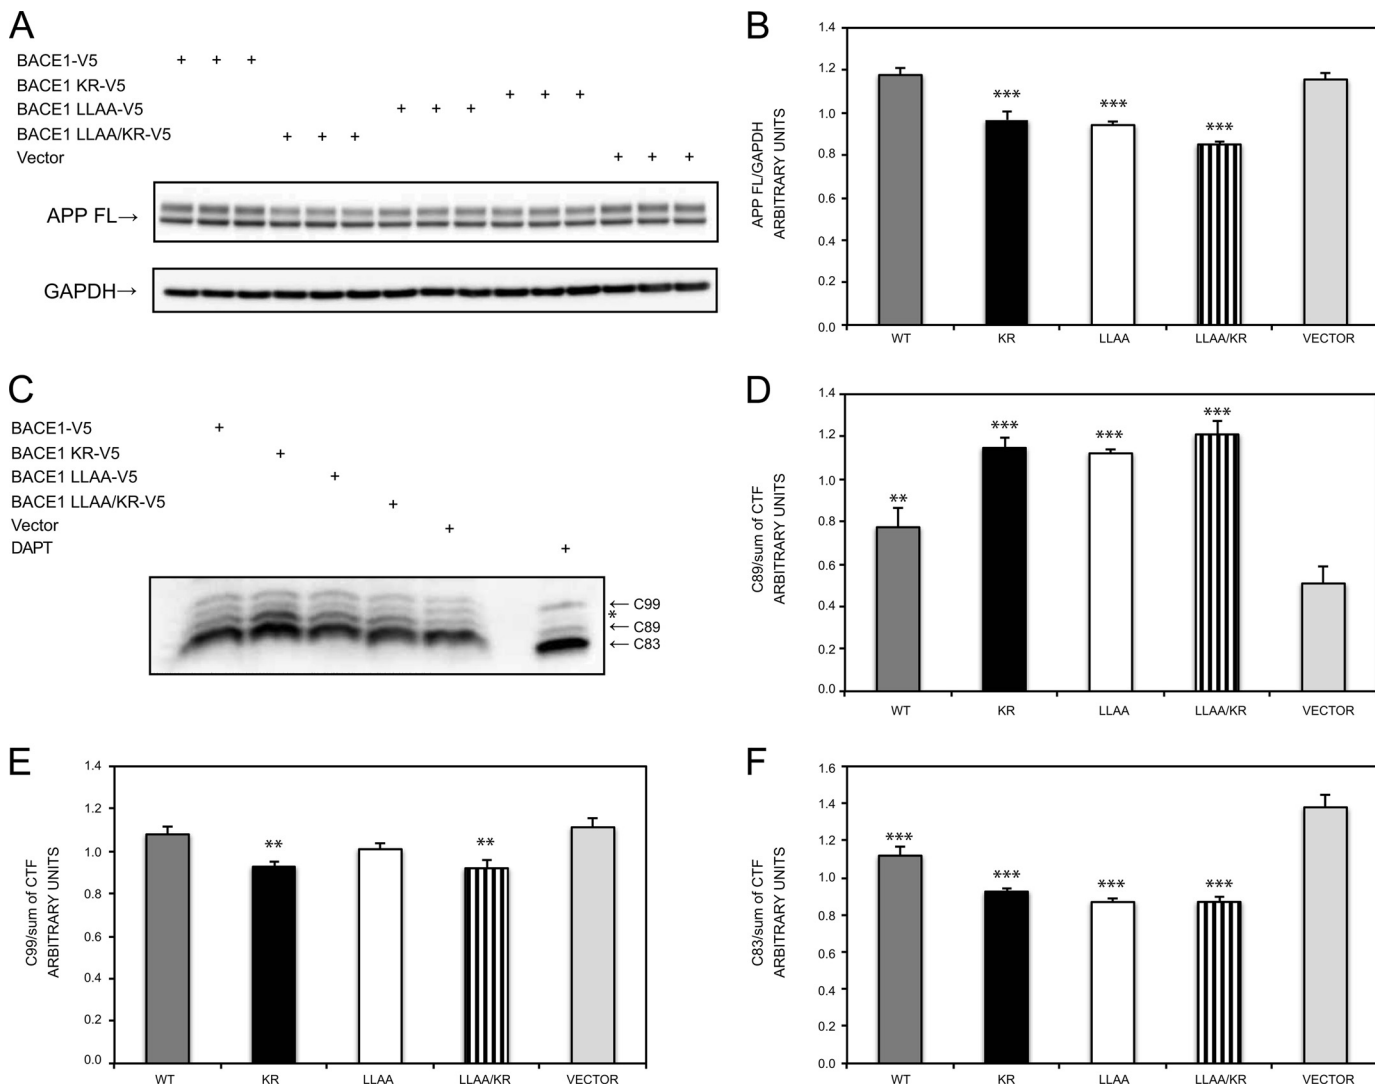 A
BACE1-V5 + + +
BACE1 KR-V5 + + +
BACE1 LLAA-V5 + + +
BACE1 LLAA/KR-V5 + + +
Vector + + +
APP FL→
GAPDH→
B
APP FL/GAPDH
ARBITRARY UNITS
1.4
1.2
1.0
0.8
0.6
0.4
0.2
0.0
*** *** ***
WT KR LLAA LLAA/KR VECTOR
C
BACE1-V5 +
BACE1 KR-V5 +
BACE1 LLAA-V5 +
BACE1 LLAA/KR-V5 +
Vector +
DAPT +
← C99
*
← C89
← C83
D
C89/sum of CTF
ARBITRARY UNITS
1.4
1.2
1.0
0.8
0.6
0.4
0.2
0.0
** *** *** ***
WT KR LLAA LLAA/KR VECTOR
E
C99/sum of CTF
ARBITRARY UNITS
1.4
1.2
1.0
0.8
0.6
0.4
0.2
0.0
** **
WT KR LLAA LLAA/KR VECTOR
F
C83/sum of CTF
ARBITRARY UNITS
1.6
1.4
1.2
1.0
0.8
0.6
0.4
0.2
0.0
*** *** *** ***
WT KR LLAA LLAA/KR VECTOR